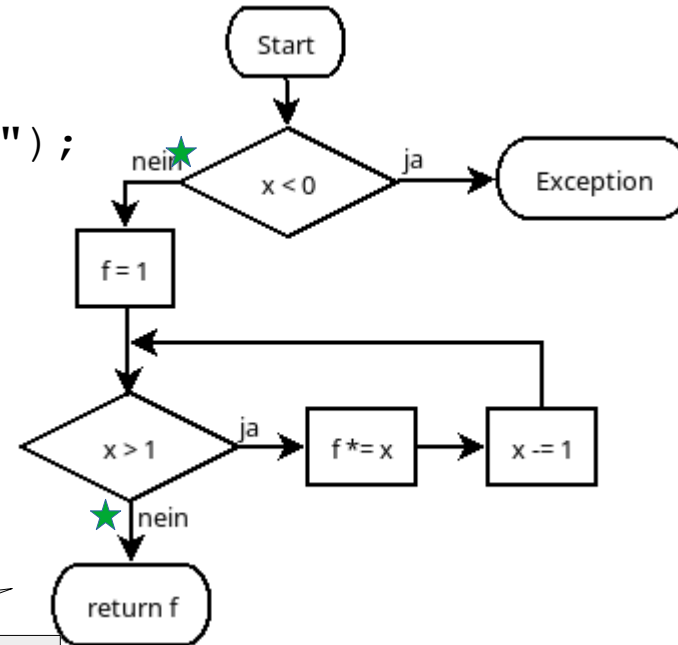 Start
");
nein
ja
x < 0
Exception
f = 1
ja
x > 1
f *= x
x -= 1
nein
return f